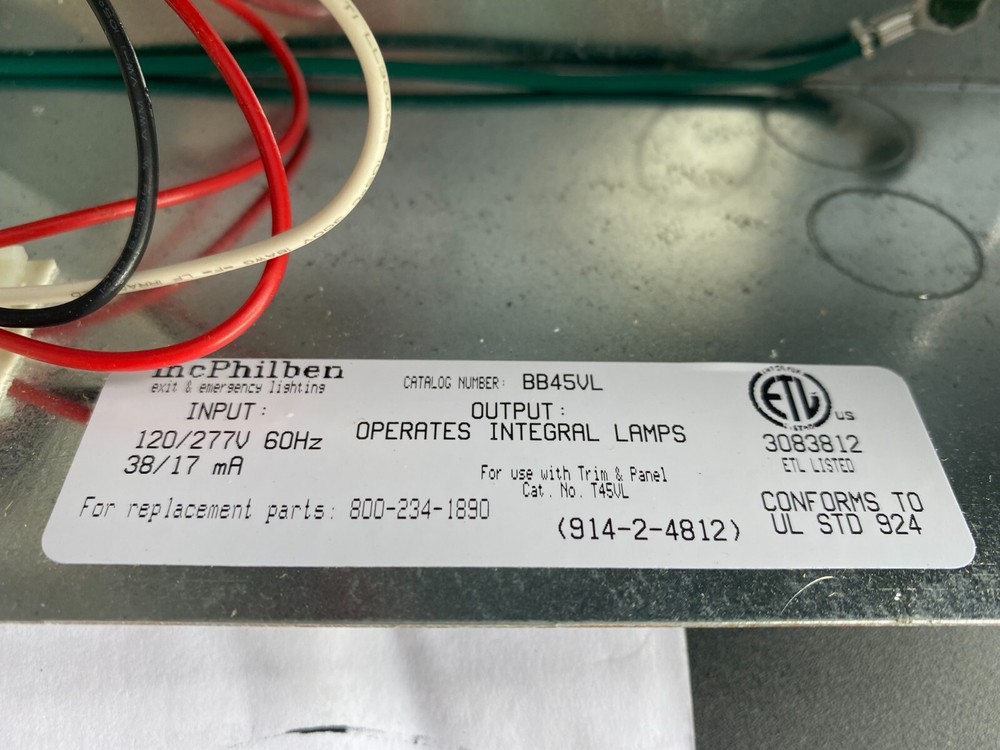 mcPhilben
exit & emergency lighting
CATALOG NUMBER: BB45VL
INPUT:
120/277V 60Hz
38/17 mA
OUTPUT:
OPERATES INTEGRAL LAMPS
For use with Trim & Panel
Cat. No. T45VL
For replacement parts: 800-234-1890
(914-2-4812)
ETL
US
3083812
ETL LISTED
CONFORMS TO
UL STD 924